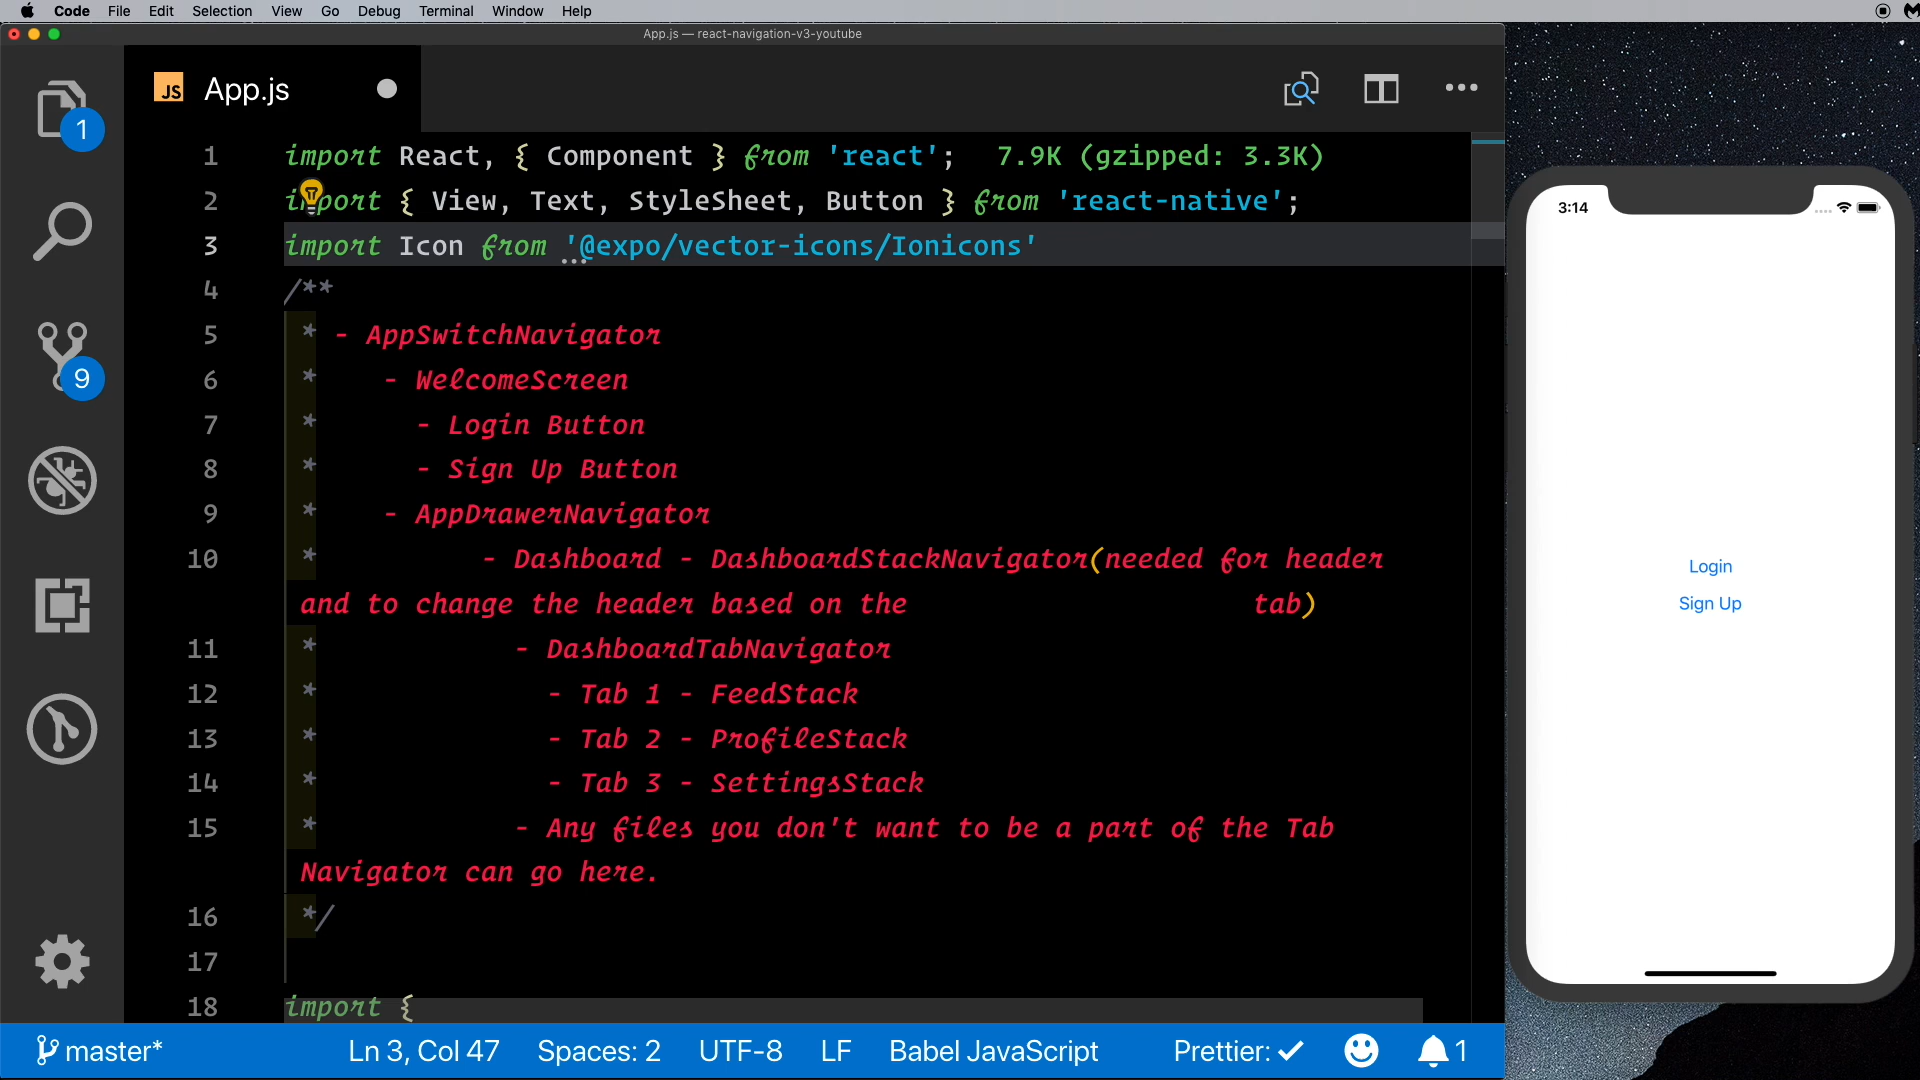 Code File Edit Selection View Go Debug Terminal Window Help
App.js — react-navigation-v3-youtube
JS App.js
1
9
1 import React, { Component } from 'react'; 7.9K (gzipped: 3.3K)
2 import { View, Text, StyleSheet, Button } from 'react-native';
3 import Icon from '@expo/vector-icons/Ionicons'
4 /**
5 * - AppSwitchNavigator
6 * - WelcomeScreen
7 * - Login Button
8 * - Sign Up Button
9 * - AppDrawerNavigator
10 * - Dashboard - DashboardStackNavigator(needed for header
and to change the header based on the tab)
11 * - DashboardTabNavigator
12 * - Tab 1 - FeedStack
13 * - Tab 2 - ProfileStack
14 * - Tab 3 - SettingsStack
15 * - Any files you don't want to be a part of the Tab
Navigator can go here.
16 */
17
18 import {
master* Ln 3, Col 47 Spaces: 2 UTF-8 LF Babel JavaScript Prettier: ✓ 1
3:14
Login
Sign Up